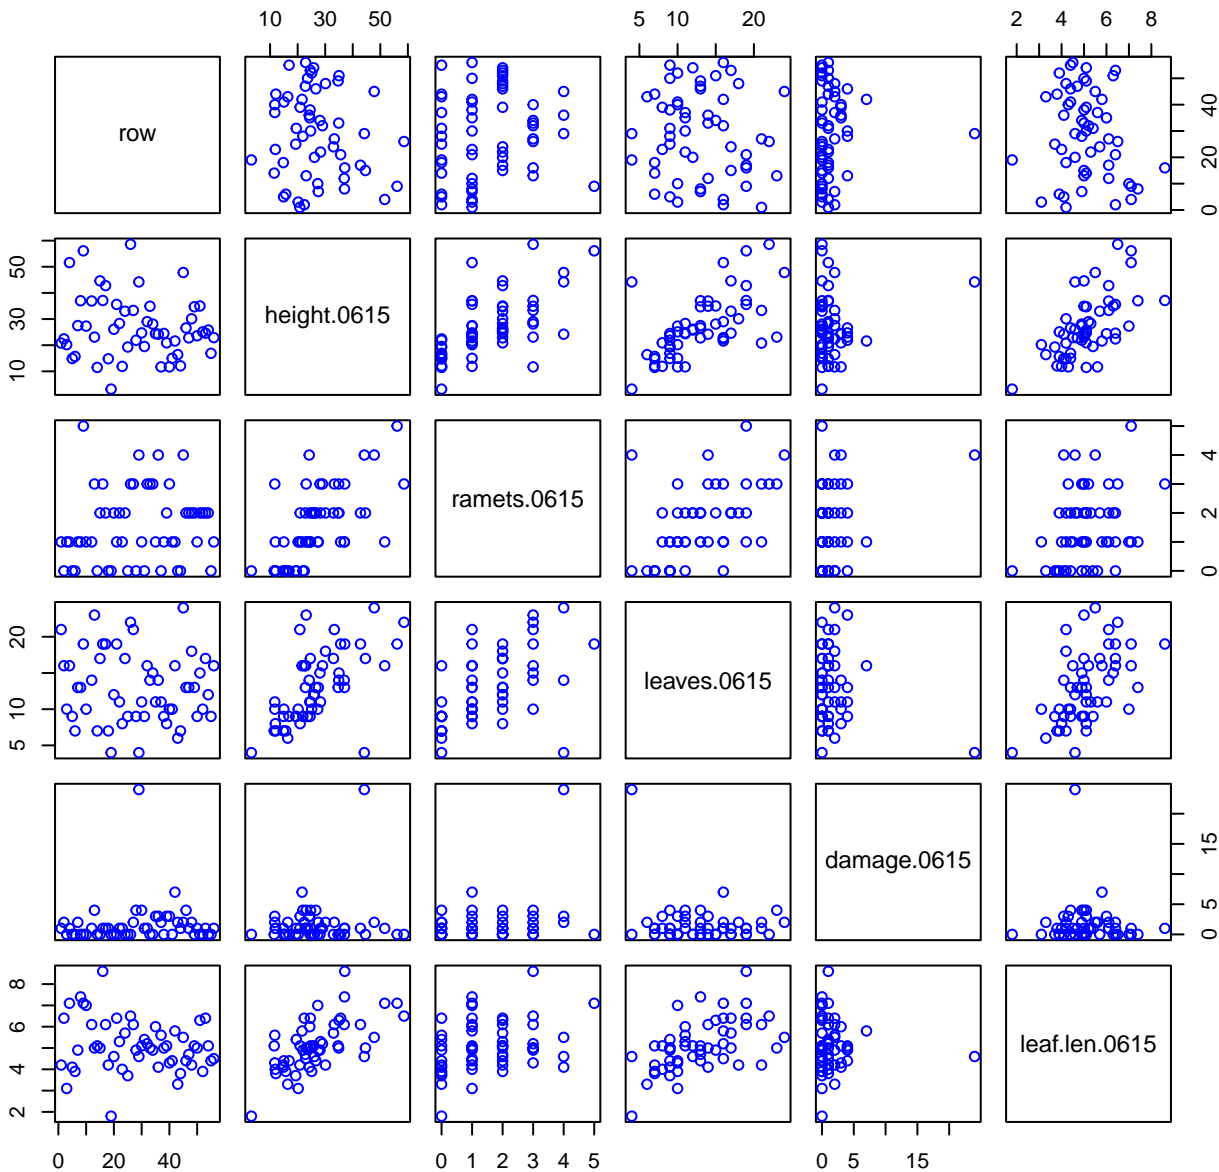 10 30 50 5 10 20 2 4 6 8
row 0 20 40
10 30 50 height.0615
ramets.0615 0 2 4
5 10 20 leaves.0615
damage.0615 0 5 15
2 4 6 8 leaf.len.0615
0 20 40 0 1 2 3 4 5 0 5 15